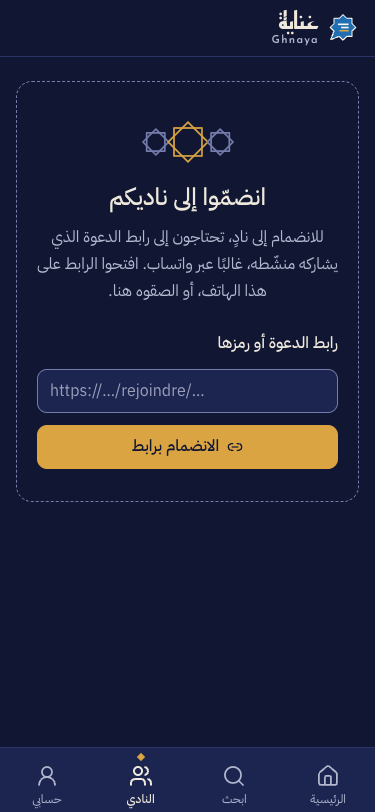 غناية
Ghnaya
انضمّوا إلى ناديكم
للانضمام إلى نادٍ, تحتاجون إلى رابط الدعوة الذي
يشاركه منشّطه، غالبًا عبر واتساب. افتحوا الرابط على
هذا الهاتف، أو الصقوه هنا.
رابط الدعوة أو رمزها
https://…/rejoindre/…
الانضمام برابط
الرئيسية
ابحث
النادي
حسابي